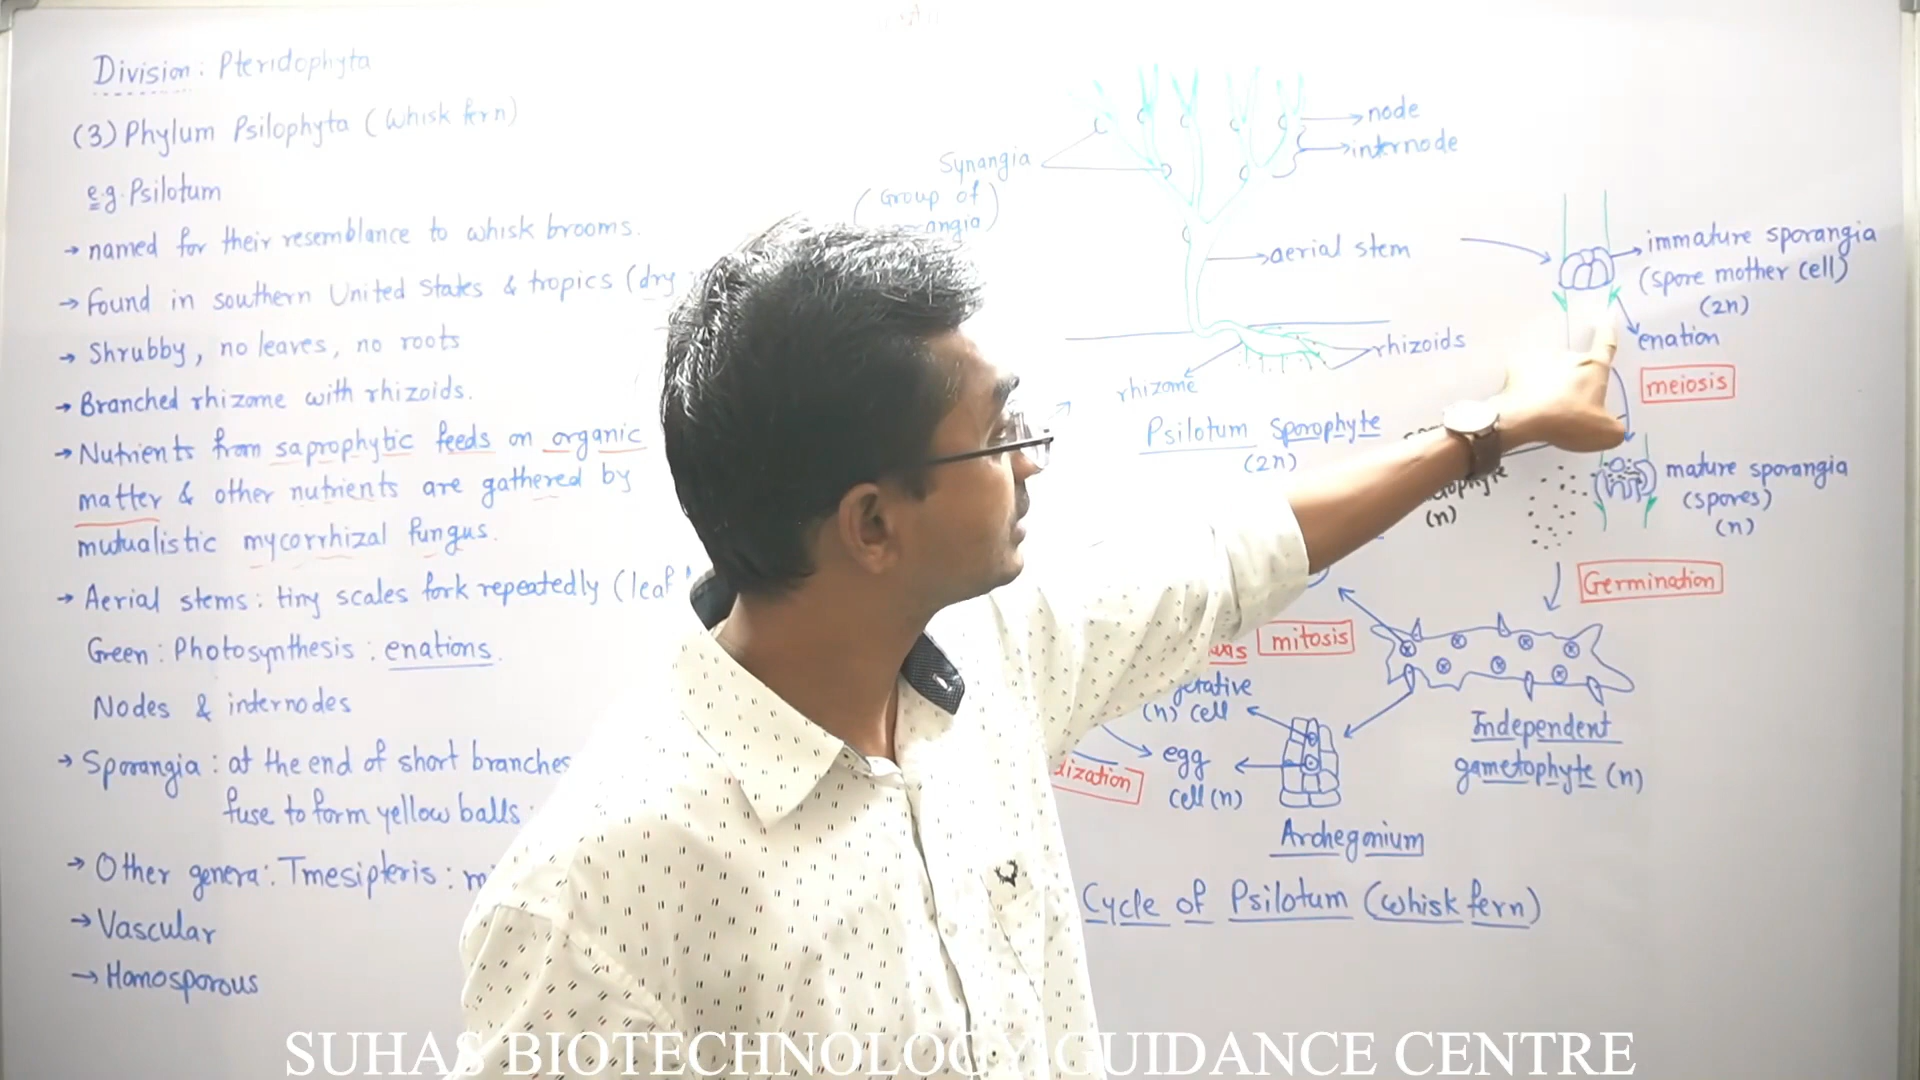 Division: Pteridophyta
(3) Phylum Psilophyta (Whisk fern)
e.g. Psilotum
→ named for their resemblance to whisk brooms.
→ Found in southern United States & tropics (dry
→ Shrubby, no leaves, no roots
→ Branched rhizome with rhizoids.
→ Nutrients from saprophytic feeds on organic
matter & other nutrients are gathered by
mutualistic mycorrhizal fungus.
→ Aerial stems: tiny scales fork repeatedly (leaf
Green: Photosynthesis: enations.
Nodes & internodes
→ Sporangia: at the end of short branches
fuse to form yellow balls:
→ Other genera: Tmesipteris:
→ Vascular
→ Homosporous
Synangia
(Group of
angia)
node
internode
aerial stem
rhizoids
rhizome
Psilotum Sporophyte
(2n)
immature sporangia
(spore mother cell)
(2n)
enation
meiosis
mature sporangia
(spores)
(n)
(n)
Germination
mitosis
(n) cell
egg
cell (n)
Independent
gametophyte (n)
Archegonium
Cycle of Psilotum (whisk fern)
SUHAS BIOTECHNOLOGY GUIDANCE CENTRE